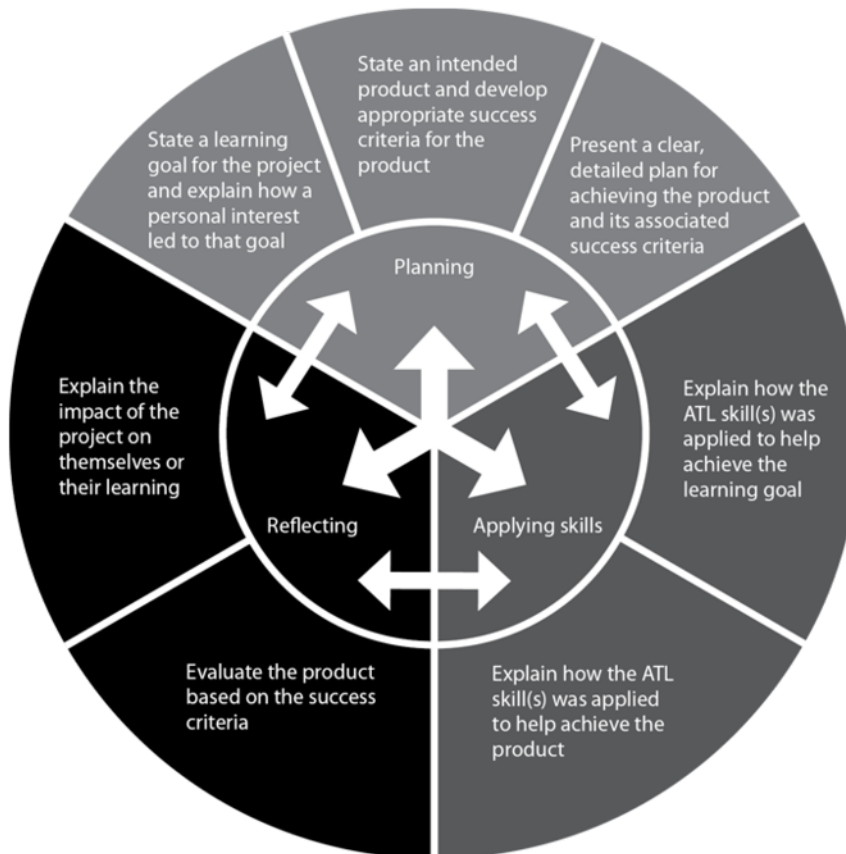 State a learning
goal for the project
and explain how a
personal interest
led to that goal
State an intended
product and develop
appropriate success
criteria for the
product
Present a clear,
detailed plan for
achieving the product
and its associated
success criteria
Planning
Explain the
impact of the
project on
themselves or
their learning
Explain how the
ATL skill(s) was
applied to help
achieve the
learning goal
Reflecting
Applying skills
Evaluate the product
based on the success
criteria
Explain how the ATL
skill(s) was applied
to help achieve the
product